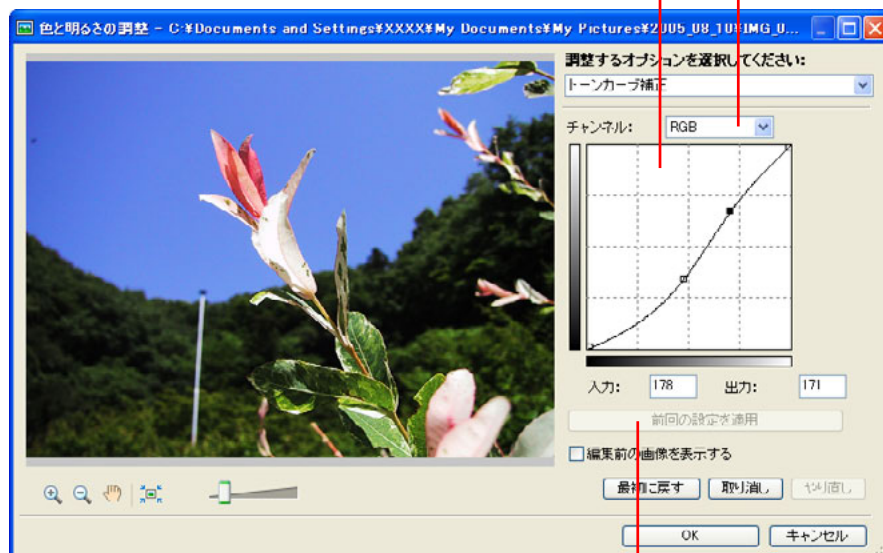 色と明るさの調整 - C:¥Documents and Settings¥XXXX¥My Documents¥My Pictures¥2005_08_10¥IMG_0...
調整するオプションを選択してください:
トーンカーブ補正
チャンネル: RGB
入力: 178 出力: 171
前回の設定を適用
編集前の画像を表示する
最初に戻す 取り消し やり直し
OK キャンセル